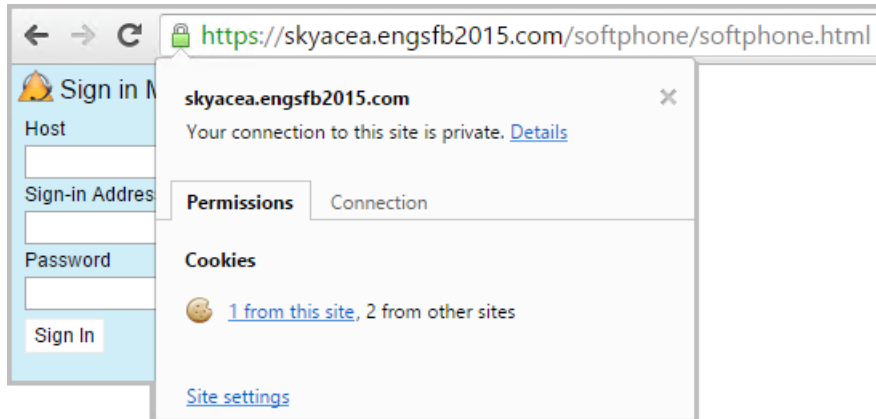 https://skyacea.engsfb2015.com/softphone/softphone.html
Sign in
Host
Sign-in Addres
Password
Sign In
skyacea.engsfb2015.com
Your connection to this site is private. Details
Permissions
Connection
Cookies
1 from this site, 2 from other sites
Site settings